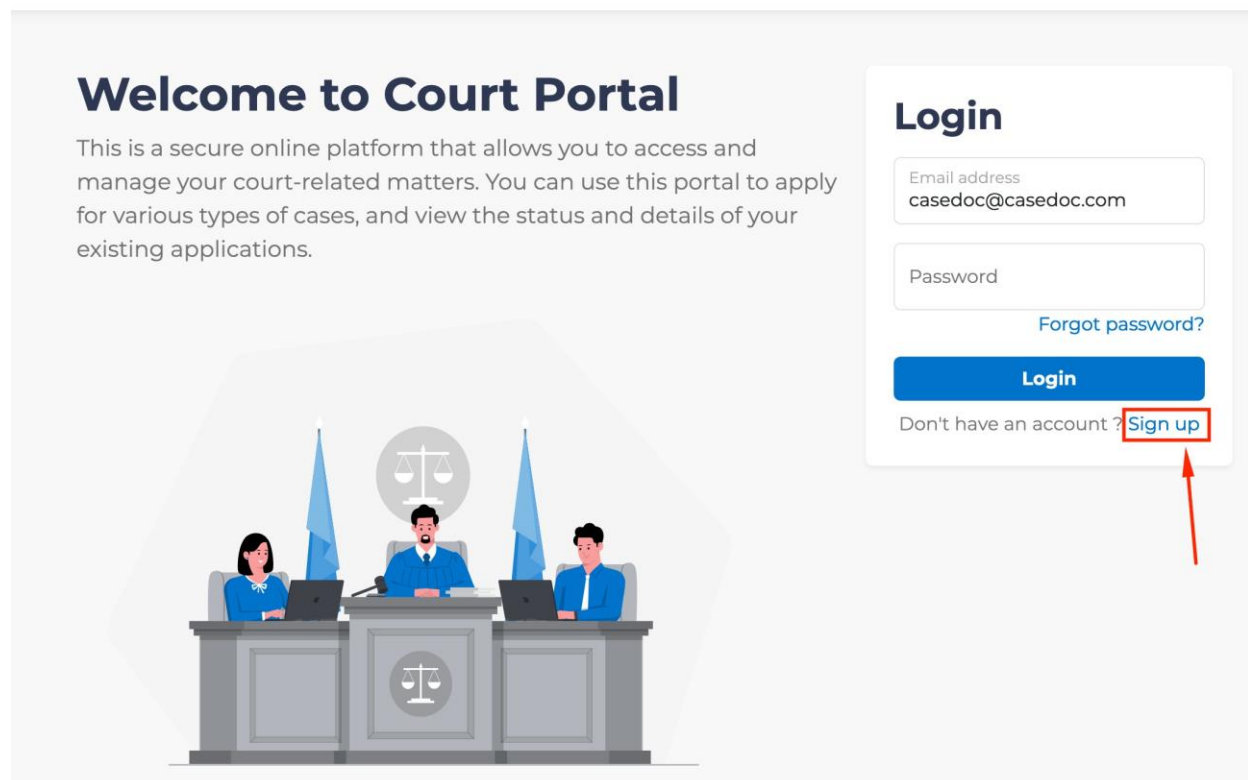 Welcome to Court Portal
This is a secure online platform that allows you to access and
manage your court-related matters. You can use this portal to apply
for various types of cases, and view the status and details of your
existing applications.
Login
Email address
casedoc@casedoc.com
Password
Forgot password?
Login
Don't have an account ? Sign up